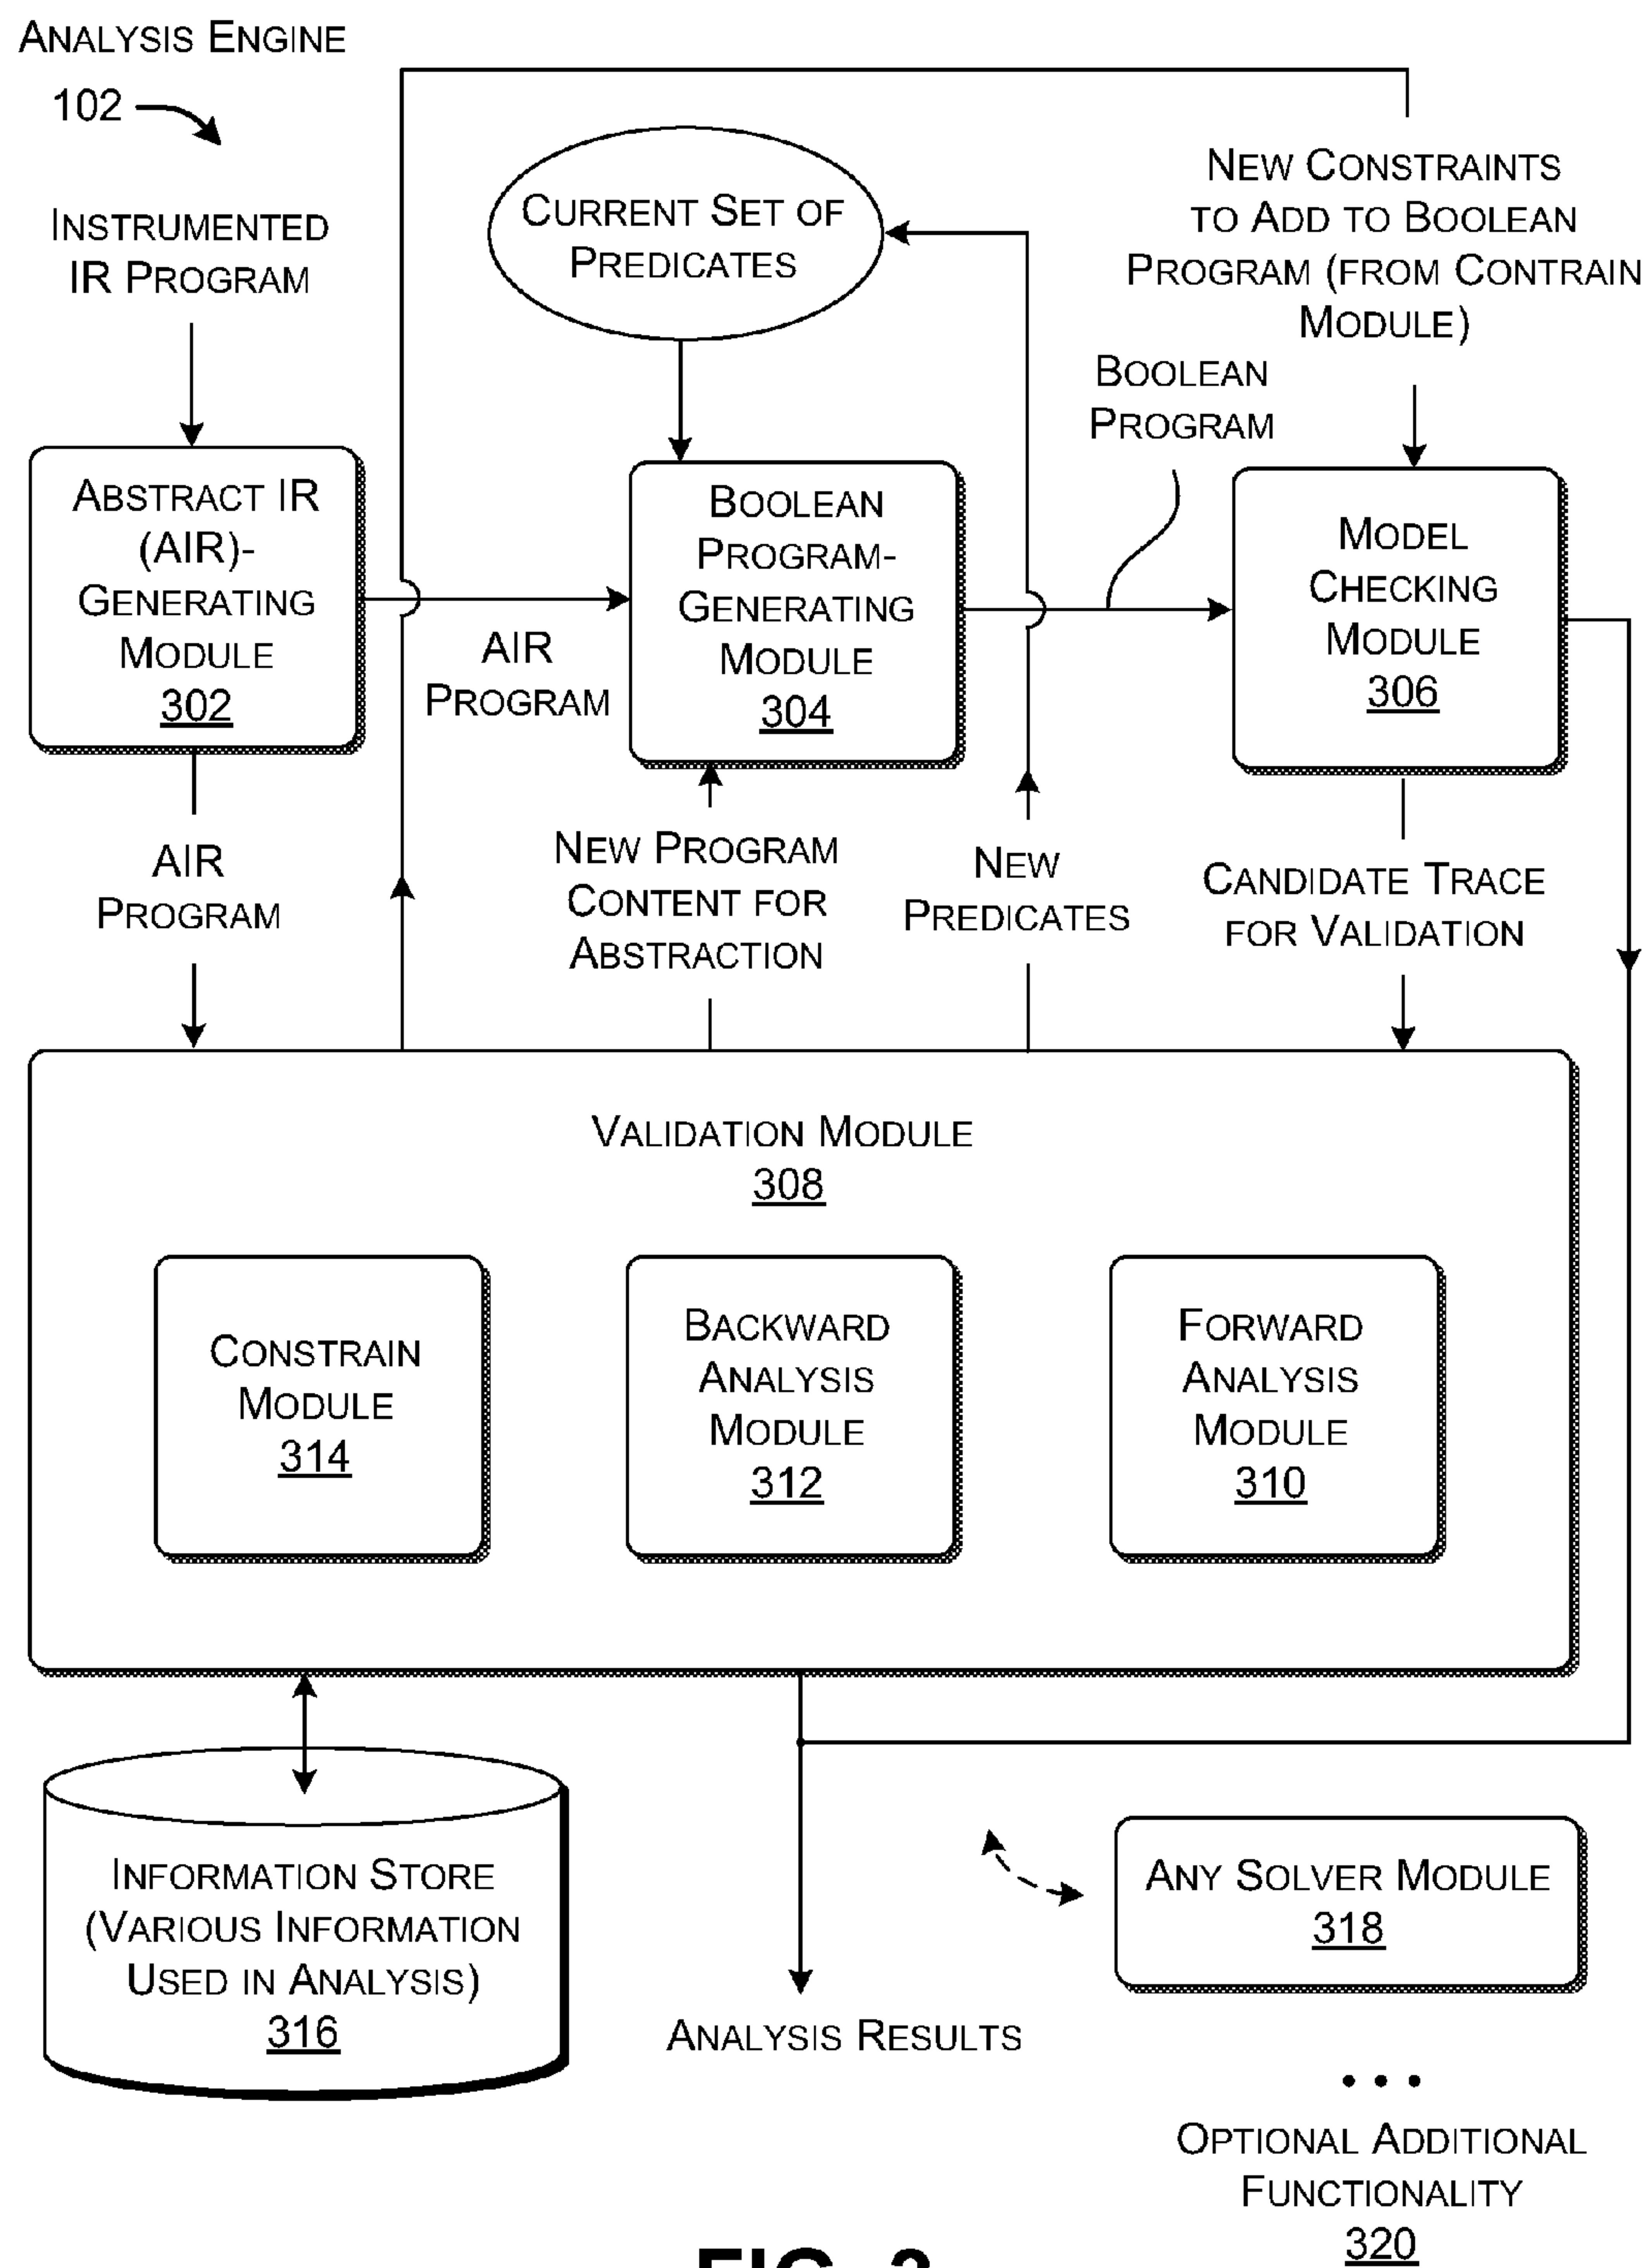 ANALYSIS ENGINE
102
INSTRUMENTED
IR PROGRAM
CURRENT SET OF
PREDICATES
NEW CONSTRAINTS
TO ADD TO BOOLEAN
PROGRAM (FROM CONTRAIN
MODULE)
BOOLEAN
PROGRAM
ABSTRACT IR
(AIR)-
GENERATING
MODULE
302
AIR
PROGRAM
BOOLEAN
PROGRAM-
GENERATING
MODULE
304
MODEL
CHECKING
MODULE
306
AIR
PROGRAM
NEW PROGRAM
CONTENT FOR
ABSTRACTION
NEW
PREDICATES
CANDIDATE TRACE
FOR VALIDATION
VALIDATION MODULE
308
CONSTRAIN
MODULE
314
BACKWARD
ANALYSIS
MODULE
312
FORWARD
ANALYSIS
MODULE
310
INFORMATION STORE
(VARIOUS INFORMATION
USED IN ANALYSIS)
316
ANALYSIS RESULTS
ANY SOLVER MODULE
318
• • •
OPTIONAL ADDITIONAL
FUNCTIONALITY
320